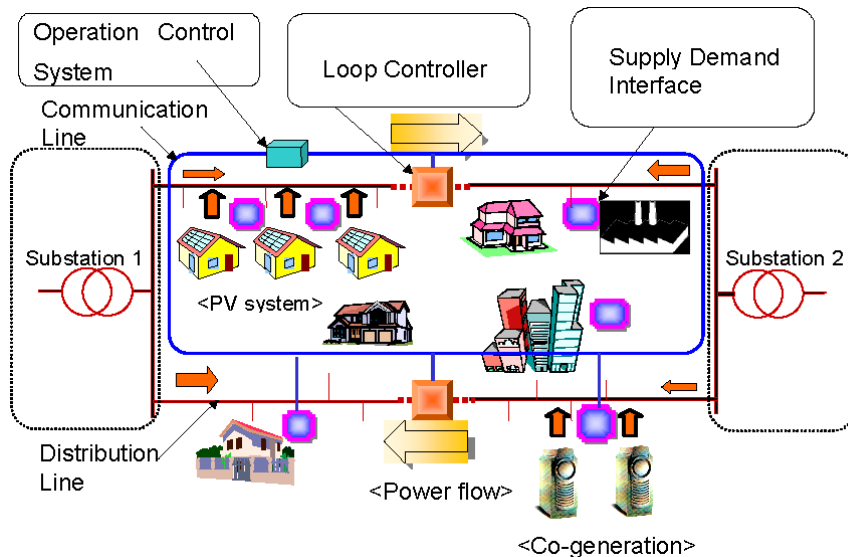 Operation Control
System
Loop Controller
Supply Demand
Interface
Communication
Line
Substation 1
Substation 2
<PV system>
Distribution
Line
<Power flow>
<Co-generation>